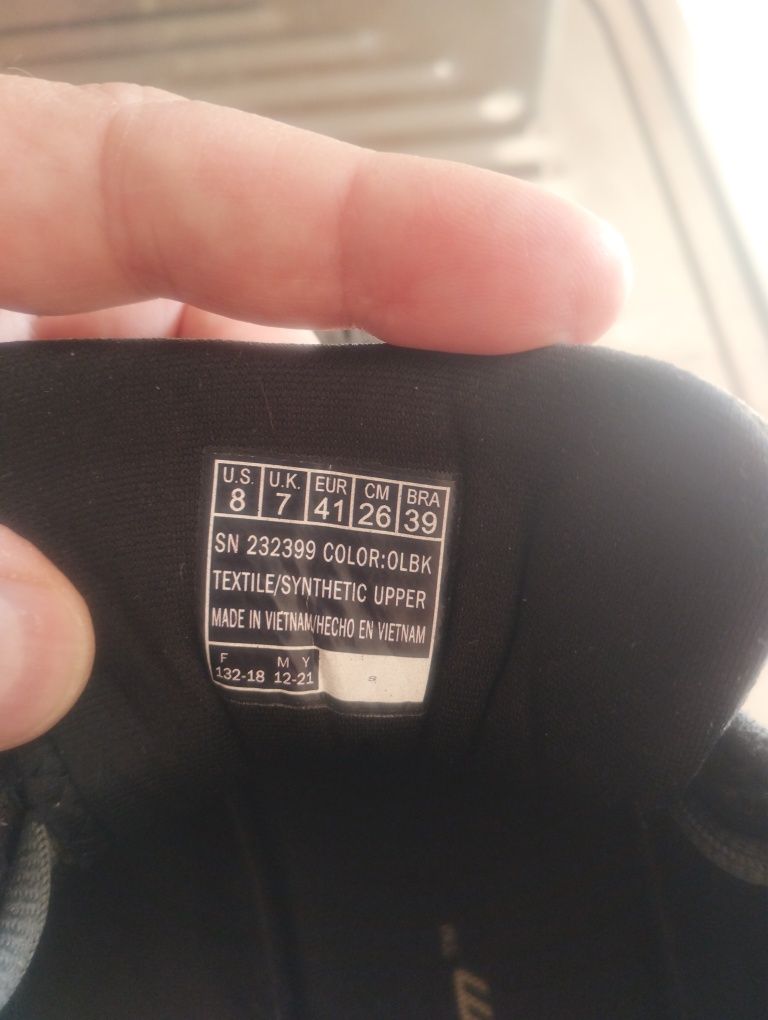 U.S. U.K. EUR CM BRA
8 7 41 26 39
SN 232399 COLOR:OLBK
TEXTILE/SYNTHETIC UPPER
MADE IN VIETNAM/HECHO EN VIETNAM
F M Y
132-18 12-21